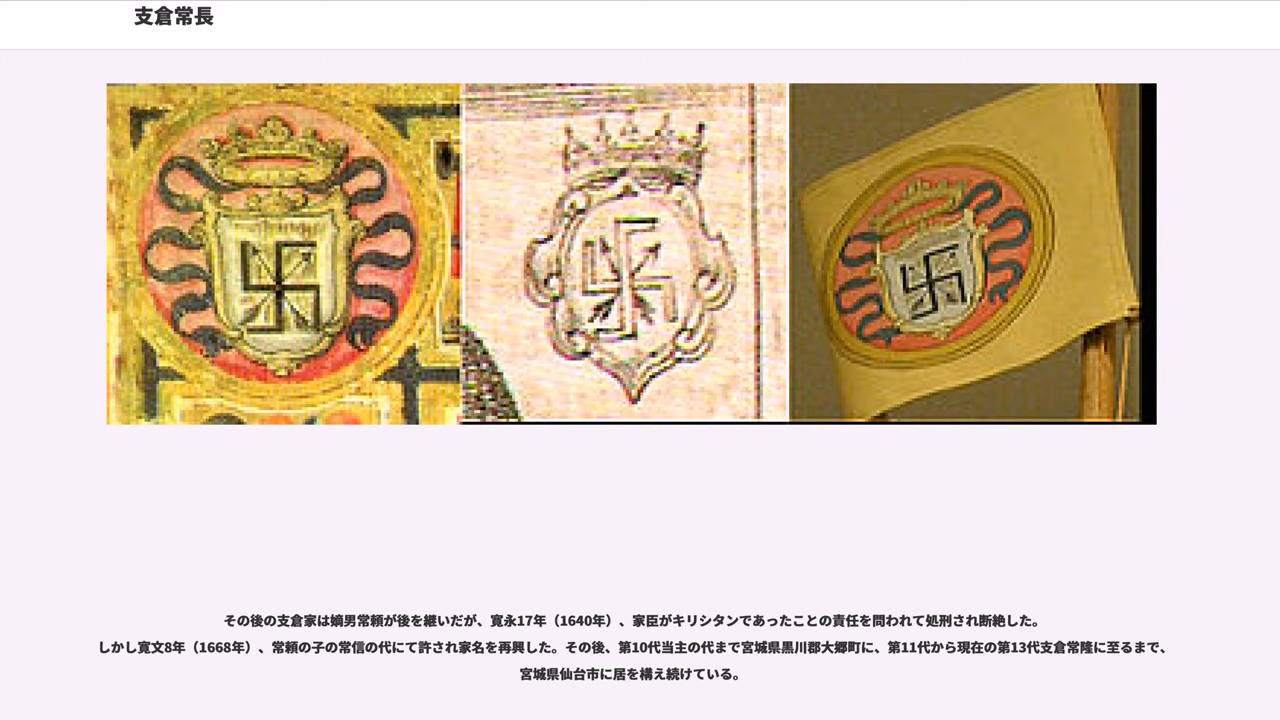 支倉常長
その後の支倉家は嫡男常頼が後を継いだが、寛永17年（1640年）、家臣がキリシタンであったことの責任を問われて処刑され断絶した。
しかし寛文8年（1668年）、常頼の子の常信の代にて許され家名を再興した。その後、第10代当主の代まで宮城県黒川郡大郷町に、第11代から現在の第13代支倉常隆に至るまで、
宮城県仙台市に居を構え続けている。